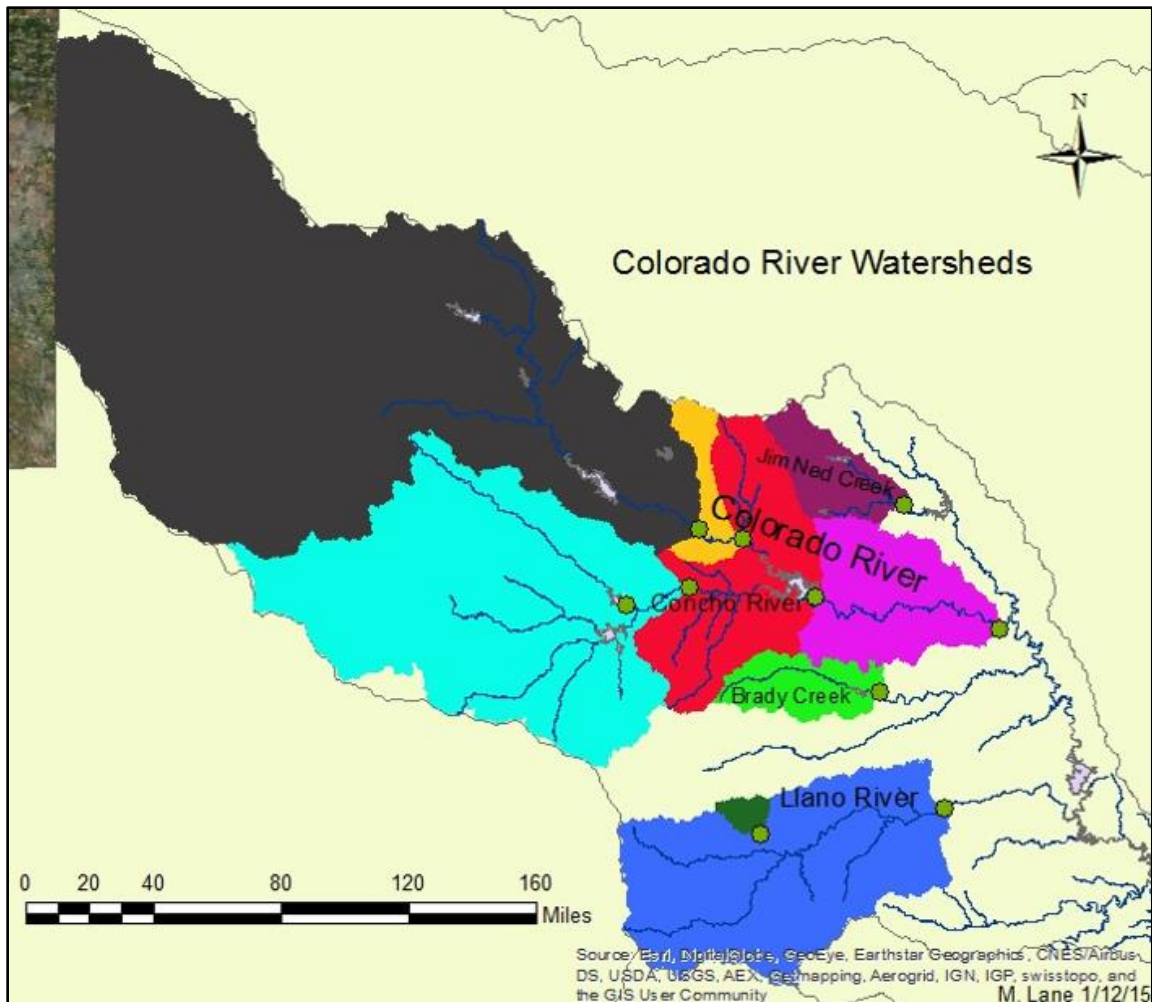 N
Colorado River Watersheds
Jim Ned Creek
Colorado River
Concho River
Brady Creek
Llano River
0 20 40 80 120 160
Miles
Source: Esri, DigitalGlobe, GeoEye, Earthstar Geographics, CNES/Airbus
DS, USDA, USGS, AEX, Getmapping, Aerogrid, IGN, IGP, swisstopo, and
the GIS User Community
M. Lane 1/12/15